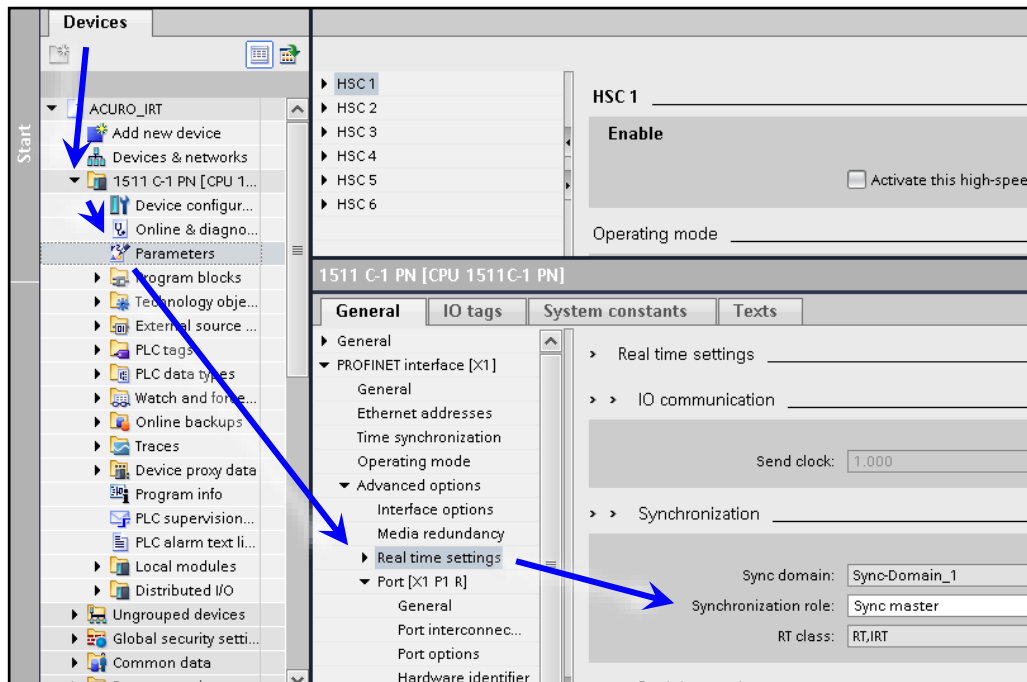 Devices
Start
ACURO_IRT
Add new device
Devices & networks
1511 C-1 PN [CPU 1...
Device configur...
Online & diagno...
Parameters
Program blocks
Technology obje...
External source ...
PLC tags
PLC data types
Watch and force...
Online backups
Traces
Device proxy data
Program info
PLC supervision...
PLC alarm text li...
Local modules
Distributed I/O
Ungrouped devices
Global security setti...
Common data
HSC 1
HSC 2
HSC 3
HSC 4
HSC 5
HSC 6
HSC 1
Enable
Activate this high-spee
Operating mode
1511 C-1 PN [CPU 1511C-1 PN]
General IO tags System constants Texts
General
PROFINET interface [X1]
General
Ethernet addresses
Time synchronization
Operating mode
Advanced options
Interface options
Media redundancy
Real time settings
Port [X1 P1 R]
General
Port interconnec...
Port options
Hardware identifier
Real time settings
IO communication
Send clock: 1.000
Synchronization
Sync domain: Sync-Domain_1
Synchronization role: Sync master
RT class: RT,IRT